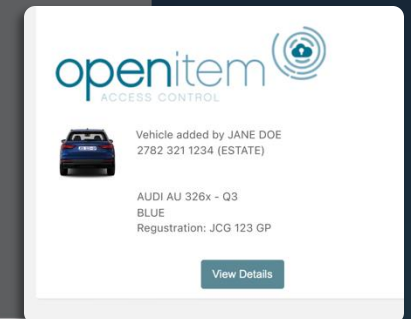 openitem
ACCESS CONTROL
Vehicle added by JANE DOE
2782 321 1234 (ESTATE)
AUDI AU 326x - Q3
BLUE
Regustration: JCG 123 GP
View Details